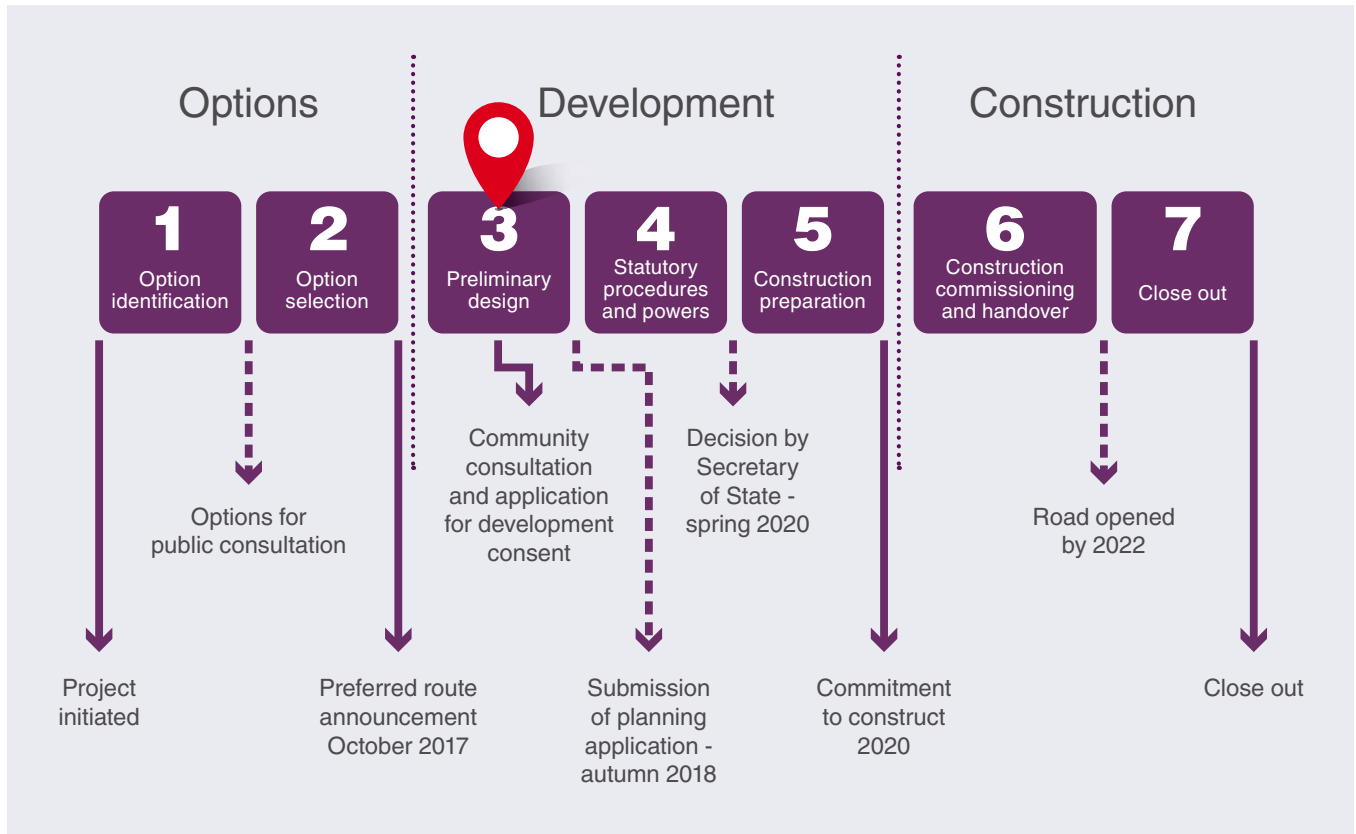 Options
Development
Construction
1
Option
identification
2
Option
selection
3
Preliminary
design
4
Statutory
procedures
and powers
5
Construction
preparation
6
Construction
commissioning
and handover
7
Close out
Community
consultation
and application
for development
consent
Decision by
Secretary
of State -
spring 2020
Options for
public consultation
Road opened
by 2022
Project
initiated
Preferred route
announcement
October 2017
Submission
of planning
application -
autumn 2018
Commitment
to construct
2020
Close out